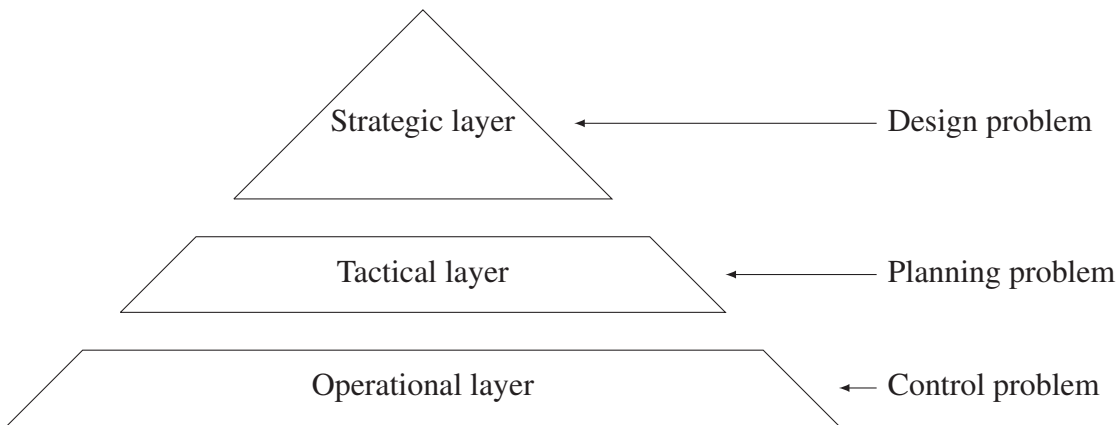 Strategic layer
Design problem
Tactical layer
Planning problem
Operational layer
Control problem